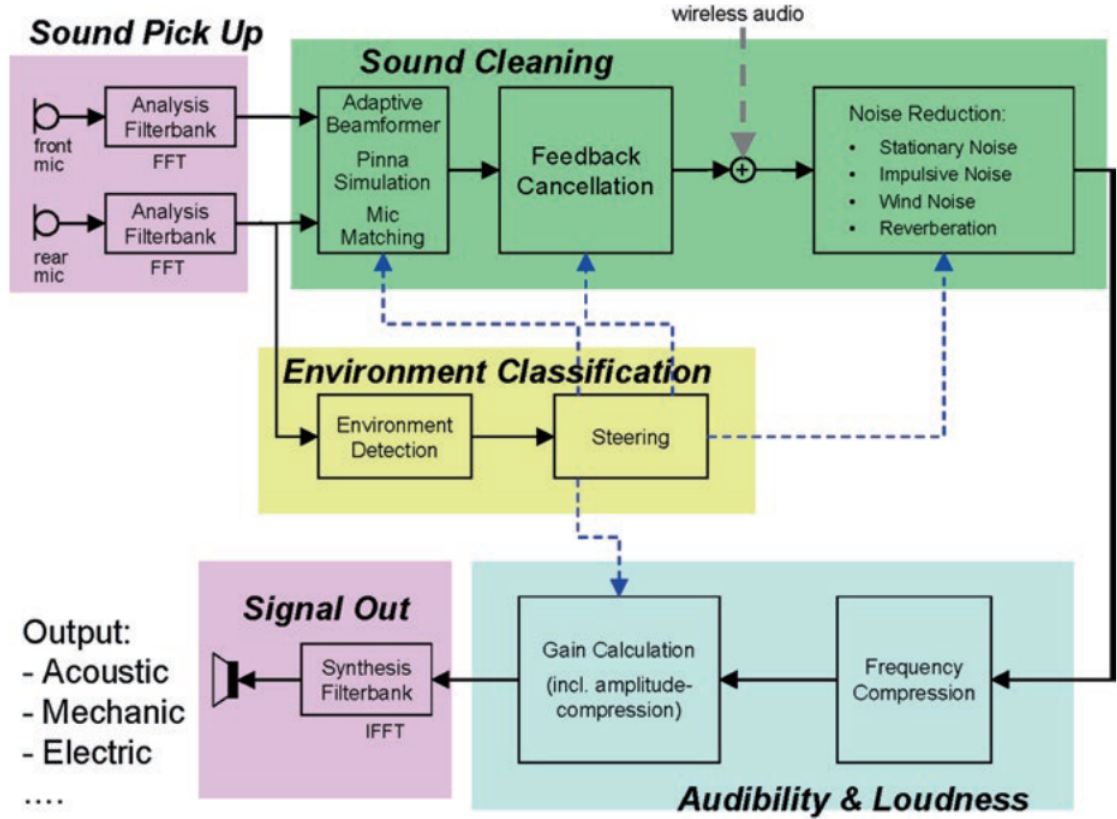 wireless audio
Sound Pick Up
Sound Cleaning
front
mic
Analysis
Filterbank
FFT
rear
mic
Analysis
Filterbank
FFT
Adaptive
Beamformer
Pinna
Simulation
Mic
Matching
Feedback
Cancellation
+
Noise Reduction:
• Stationary Noise
• Impulsive Noise
• Wind Noise
• Reverberation
Environment Classification
Environment
Detection
Steering
Output:
- Acoustic
- Mechanic
- Electric
....
Signal Out
Synthesis
Filterbank
IFFT
Gain Calculation
(incl. amplitude-
compression)
Frequency
Compression
Audibility & Loudness